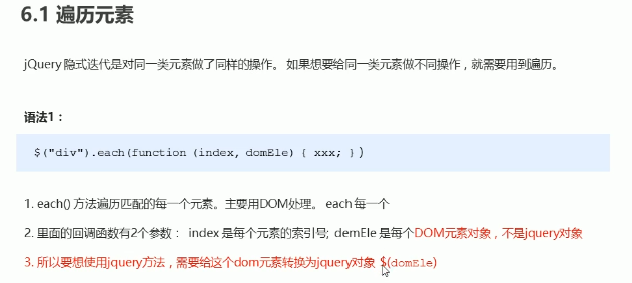 6.1 遍历元素
jQuery 隐式迭代是对同一类元素做了同样的操作。 如果想要给同一类元素做不同操作，就需要用到遍历。
语法1：
$("div").each(function (index, domEle) { xxx; } )
1. each() 方法遍历匹配的每一个元素。主要用DOM处理。 each 每一个
2. 里面的回调函数有2个参数： index 是每个元素的索引号; demEle 是每个DOM元素对象，不是jquery对象
3. 所以要想使用jquery方法，需要给这个dom元素转换为jquery对象 $(domEle)